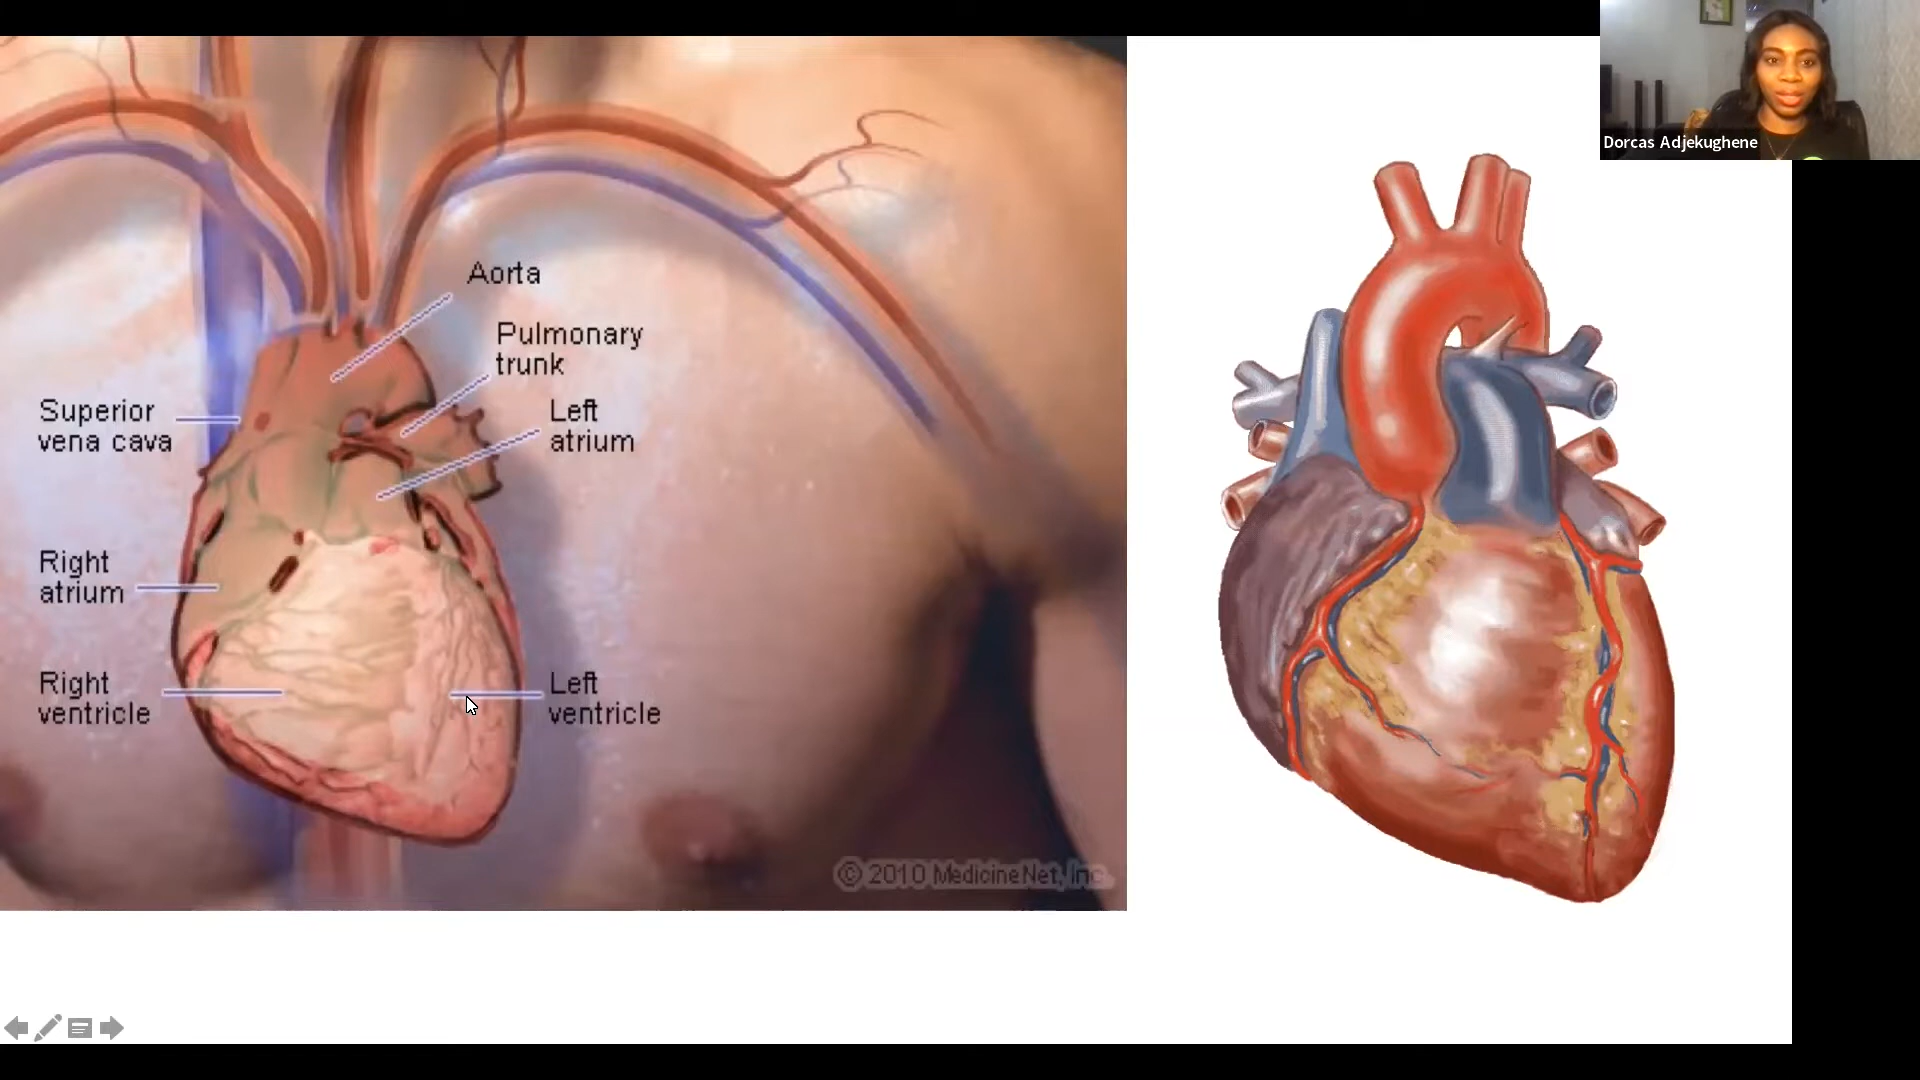 Dorcas Adjekughene
Aorta
Pulmonary
trunk
Superior
vena cava
Left
atrium
Right
atrium
Right
ventricle
Left
ventricle
© 2010 MedicineNet, Inc.